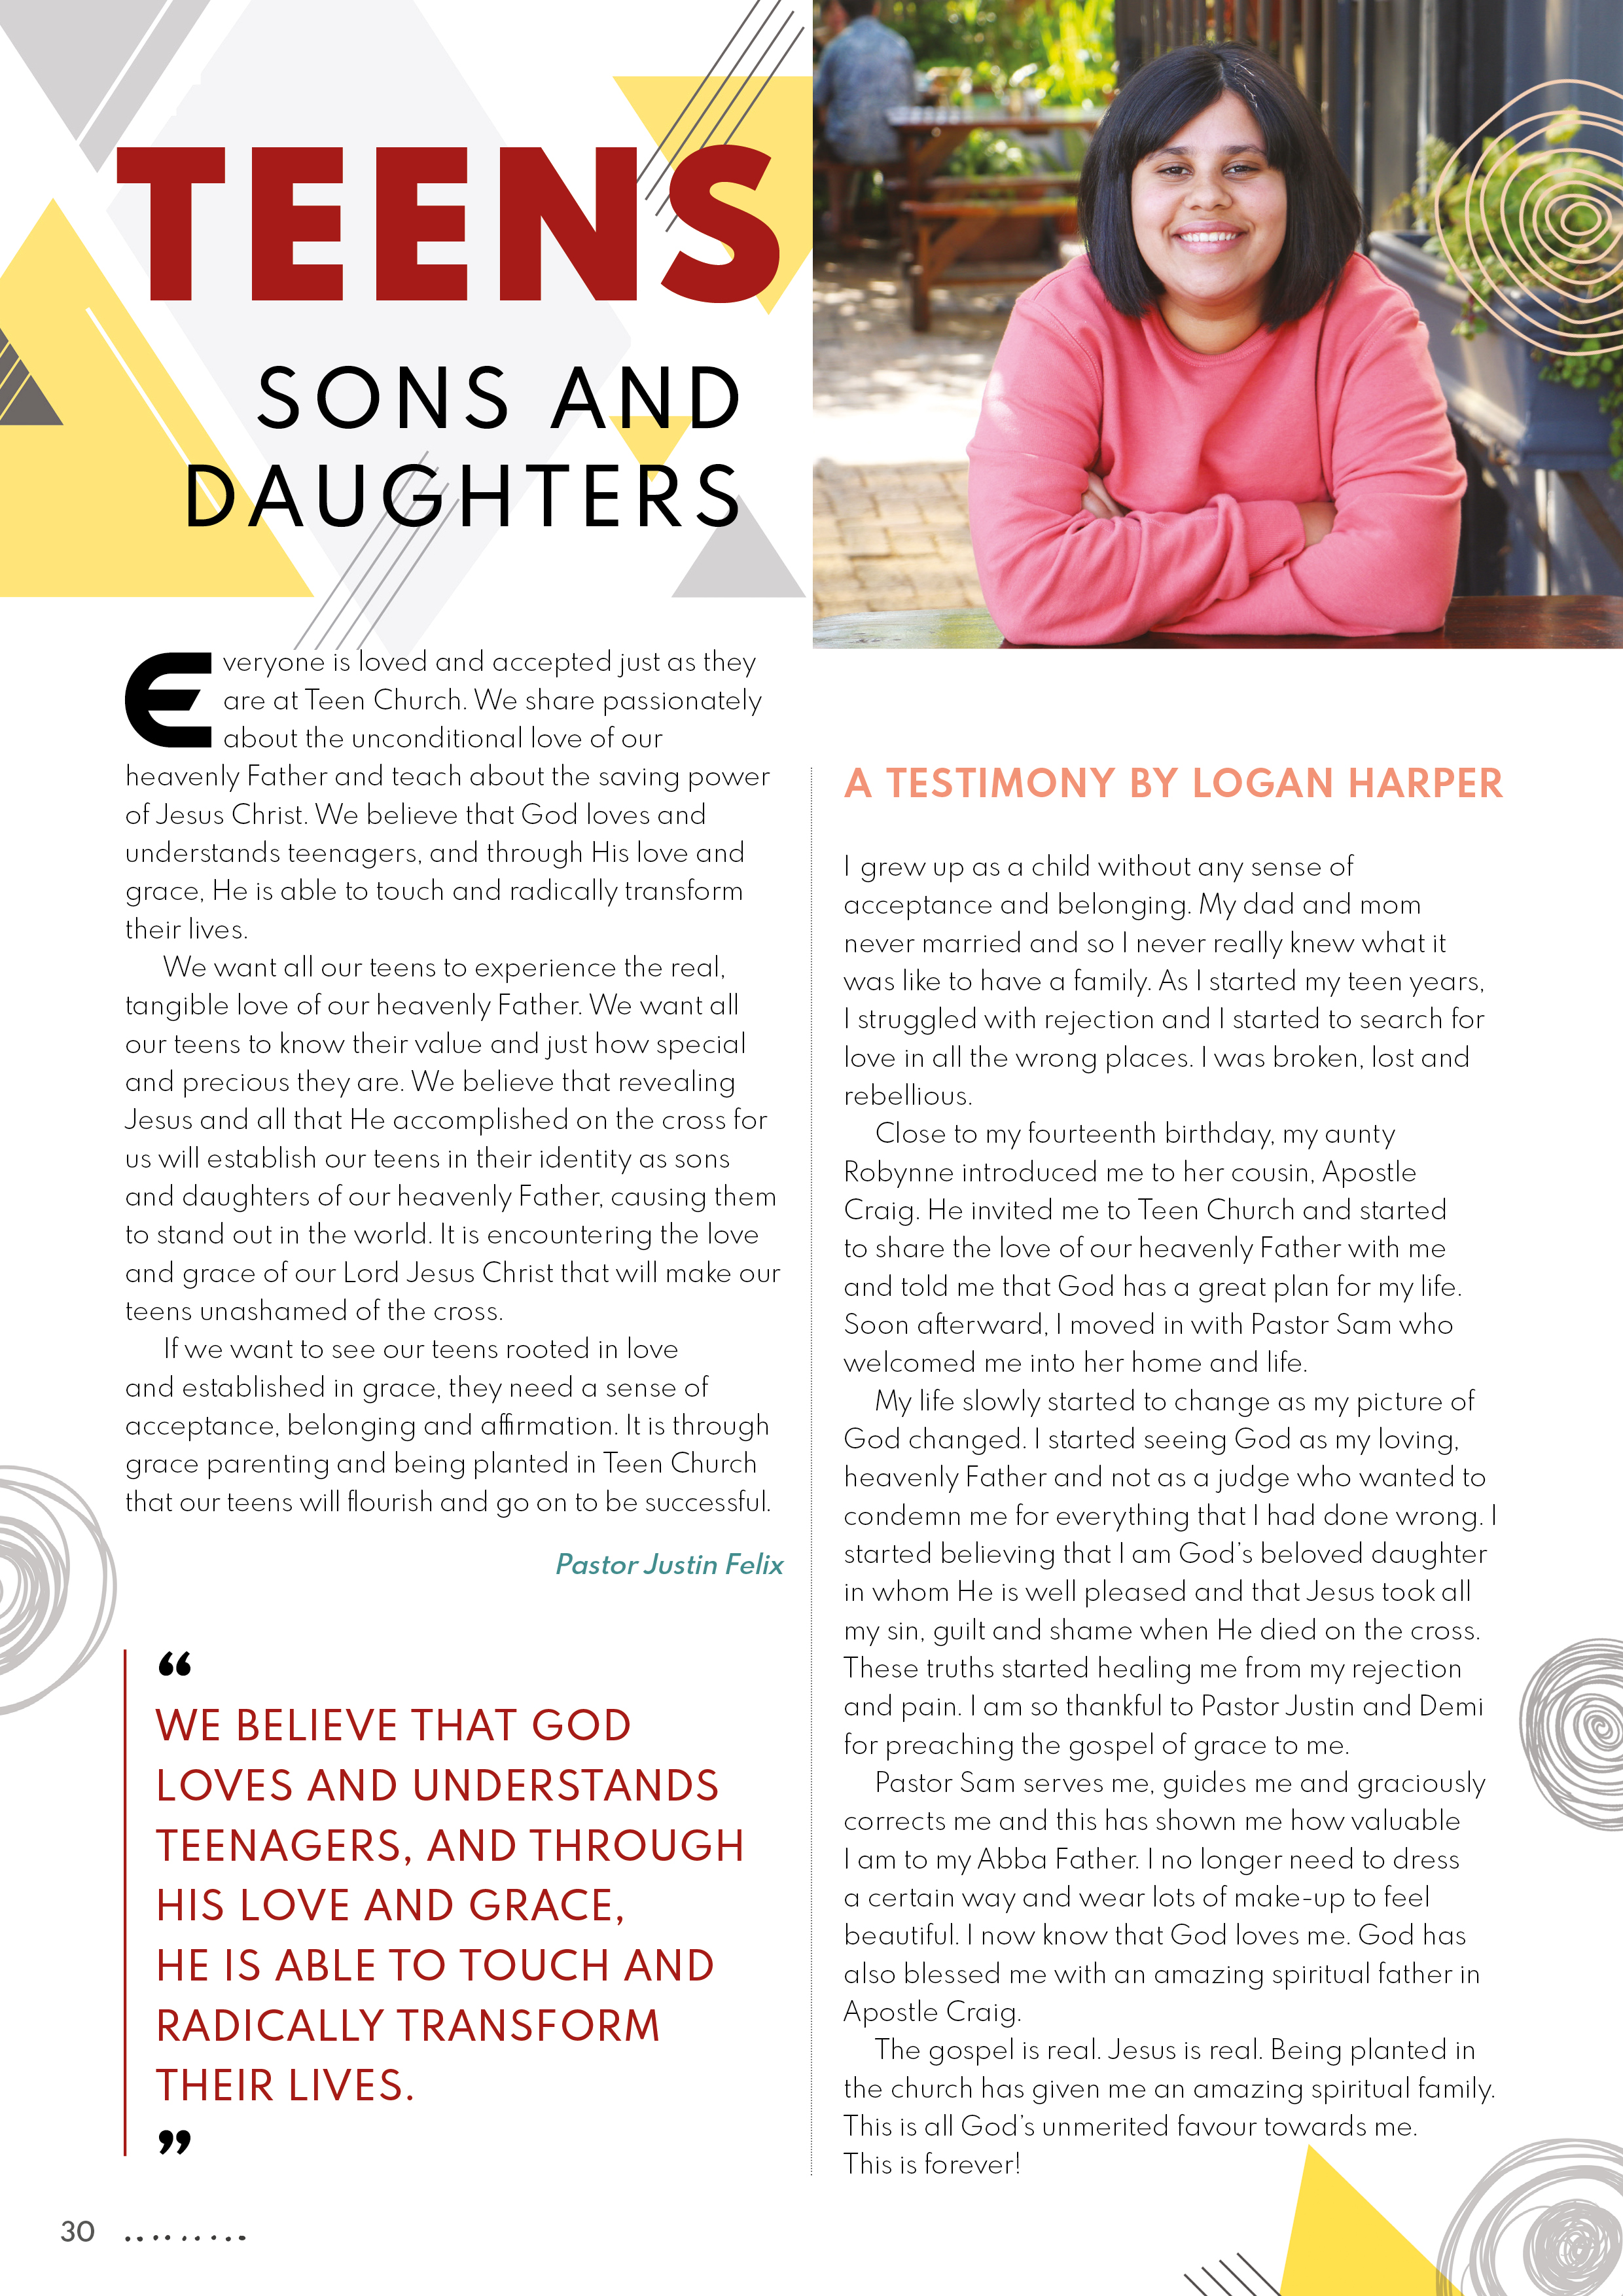 TEENS
SONS AND
DAUGHTERS
Everyone is loved and accepted just as they
are at Teen Church. We share passionately
about the unconditional love of our
heavenly Father and teach about the saving power
of Jesus Christ. We believe that God loves and
understands teenagers, and through His love and
grace, He is able to touch and radically transform
their lives.
We want all our teens to experience the real,
tangible love of our heavenly Father. We want all
our teens to know their value and just how special
and precious they are. We believe that revealing
Jesus and all that He accomplished on the cross for
us will establish our teens in their identity as sons
and daughters of our heavenly Father, causing them
to stand out in the world. It is encountering the love
and grace of our Lord Jesus Christ that will make our
teens unashamed of the cross.
If we want to see our teens rooted in love
and established in grace, they need a sense of
acceptance, belonging and affirmation. It is through
grace parenting and being planted in Teen Church
that our teens will flourish and go on to be successful.
Pastor Justin Felix
“
WE BELIEVE THAT GOD
LOVES AND UNDERSTANDS
TEENAGERS, AND THROUGH
HIS LOVE AND GRACE,
HE IS ABLE TO TOUCH AND
RADICALLY TRANSFORM
THEIR LIVES.
”
A TESTIMONY BY LOGAN HARPER
I grew up as a child without any sense of
acceptance and belonging. My dad and mom
never married and so I never really knew what it
was like to have a family. As I started my teen years,
I struggled with rejection and I started to search for
love in all the wrong places. I was broken, lost and
rebellious.
Close to my fourteenth birthday, my aunty
Robynne introduced me to her cousin, Apostle
Craig. He invited me to Teen Church and started
to share the love of our heavenly Father with me
and told me that God has a great plan for my life.
Soon afterward, I moved in with Pastor Sam who
welcomed me into her home and life.
My life slowly started to change as my picture of
God changed. I started seeing God as my loving,
heavenly Father and not as a judge who wanted to
condemn me for everything that I had done wrong. I
started believing that I am God’s beloved daughter
in whom He is well pleased and that Jesus took all
my sin, guilt and shame when He died on the cross.
These truths started healing me from my rejection
and pain. I am so thankful to Pastor Justin and Demi
for preaching the gospel of grace to me.
Pastor Sam serves me, guides me and graciously
corrects me and this has shown me how valuable
I am to my Abba Father. I no longer need to dress
a certain way and wear lots of make-up to feel
beautiful. I now know that God loves me. God has
also blessed me with an amazing spiritual father in
Apostle Craig.
The gospel is real. Jesus is real. Being planted in
the church has given me an amazing spiritual family.
This is all God’s unmerited favour towards me.
This is forever!
30